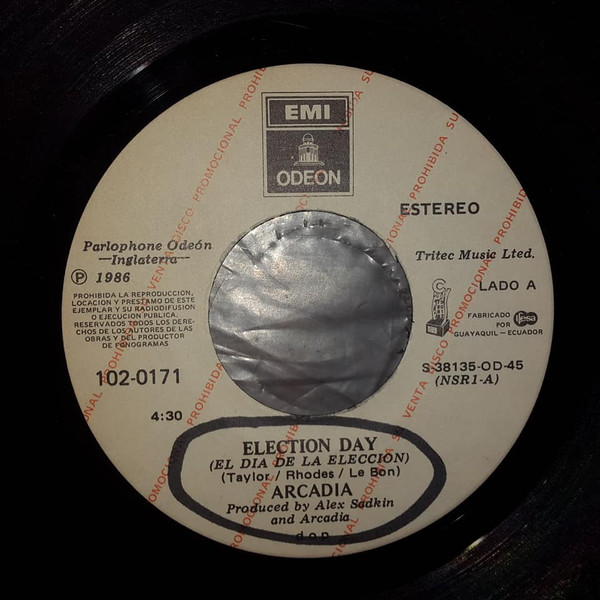 EMI
ODEON
ESTEREO
Parlophone Odeón
—Inglaterra—
Ⓟ 1986
Tritec Music Lted.
LADO A
PROHIBIDA LA REPRODUCCION,
LOCACION Y PRESTAMO DE ESTE
EJEMPLAR Y SU RADIODIFUSION
O EJECUCION PUBLICA.
RESERVADOS TODOS LOS DERE-
CHOS DE LOS AUTORES DE LAS
OBRAS Y DEL PRODUCTOR
DE FONOGRAMAS
FABRICADO
POR ifesa
GUAYAQUIL - ECUADOR
102-0171
S-38135-OD-45
(NSR1-A)
4:30
ELECTION DAY
(EL DIA DE LA ELECCIÓN)
(Taylor / Rhodes / Le Bon)
ARCADIA
Produced by Alex Sadkin
and Arcadia
d.o.p.
DISCO PROMOCIONAL PROHIBIDA SU VENTA